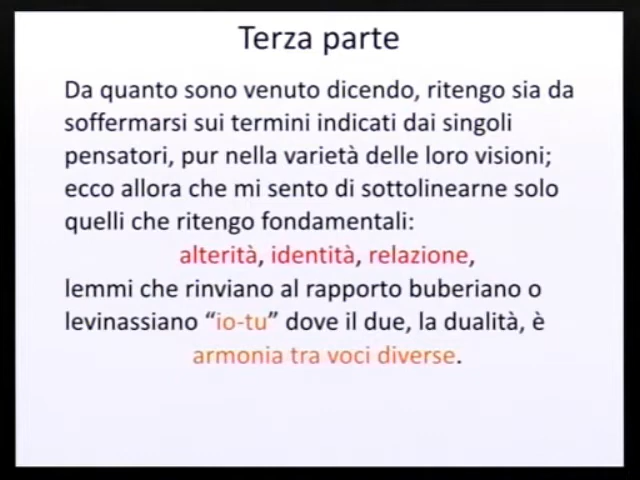 Terza parte
Da quanto sono venuto dicendo, ritengo sia da
soffermarsi sui termini indicati dai singoli
pensatori, pur nella varietà delle loro visioni;
ecco allora che mi sento di sottolinearne solo
quelli che ritengo fondamentali:
alterità, identità, relazione,
lemmi che rinviano al rapporto buberiano o
levinassiano “io-tu” dove il due, la dualità, è
armonia tra voci diverse.